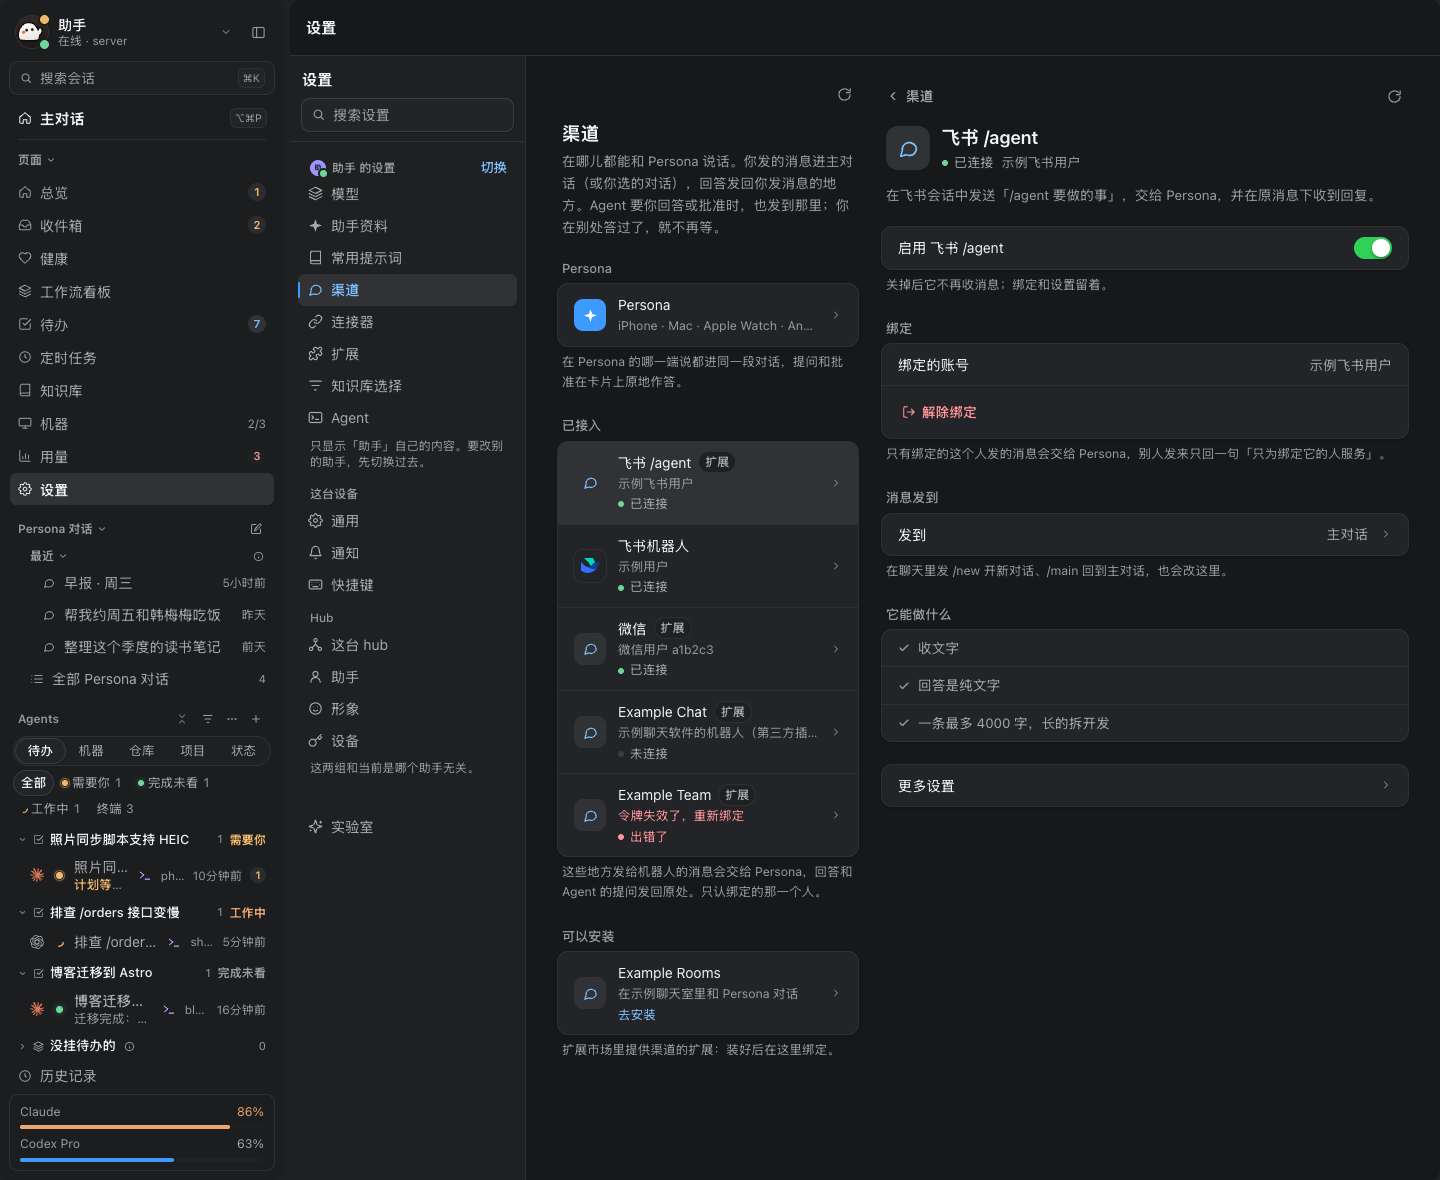 助手
在线 · server
搜索会话
⌘K
主对话
⌥⌘P
页面
总览
1
收件箱
2
健康
工作流看板
待办
7
定时任务
知识库
机器
2/3
用量
3
设置
Persona 对话
最近
早报 · 周三
5小时前
帮我约周五和韩梅梅吃饭
昨天
整理这个季度的读书笔记
前天
全部 Persona 对话
4
Agents
待办
机器
仓库
项目
状态
全部
需要你 1
完成未看 1
工作中 1
终端 3
照片同步脚本支持 HEIC
1 需要你
照片同...
计划等...
ph...
10分钟前
1
排查 /orders 接口变慢
1 工作中
排查 /order...
sh...
5分钟前
博客迁移到 Astro
1 完成未看
博客迁移...
迁移完成：...
bl...
16分钟前
没挂待办的
0
历史记录
Claude
86%
Codex Pro
63%
设置
设置
搜索设置
助手 的设置
切换
模型
助手资料
常用提示词
渠道
连接器
扩展
知识库选择
Agent
只显示「助手」自己的内容。要改别
的助手，先切换过去。
这台设备
通用
通知
快捷键
Hub
这台 hub
助手
形象
设备
这两组和当前是哪个助手无关。
实验室
渠道
在哪儿都能和 Persona 说话。你发的消息进主对
话（或你选的对话），回答发回你发消息的地
方。Agent 要你回答或批准时，也发到那里；你
在别处答过了，就不再等。
Persona
Persona
iPhone · Mac · Apple Watch · An...
在 Persona 的哪一端说都进同一段对话，提问和批
准在卡片上原地作答。
已接入
飞书 /agent
扩展
示例飞书用户
已连接
飞书机器人
示例用户
已连接
微信
扩展
微信用户 a1b2c3
已连接
Example Chat
扩展
示例聊天软件的机器人（第三方插...
未连接
Example Team
扩展
令牌失效了，重新绑定
出错了
这些地方发给机器人的消息会交给 Persona，回答和
Agent 的提问发回原处。只认绑定的那一个人。
可以安装
Example Rooms
在示例聊天室里和 Persona 对话
去安装
扩展市场里提供渠道的扩展：装好后在这里绑定。
渠道
飞书 /agent
已连接 示例飞书用户
在飞书会话中发送「/agent 要做的事」，交给 Persona，并在原消息下收到回复。
启用 飞书 /agent
关掉后它不再收消息；绑定和设置留着。
绑定
绑定的账号
示例飞书用户
解除绑定
只有绑定的这个人发的消息会交给 Persona，别人发来只回一句「只为绑定它的人服务」。
消息发到
发到
主对话
在聊天里发 /new 开新对话、/main 回到主对话，也会改这里。
它能做什么
收文字
回答是纯文字
一条最多 4000 字，长的拆开发
更多设置